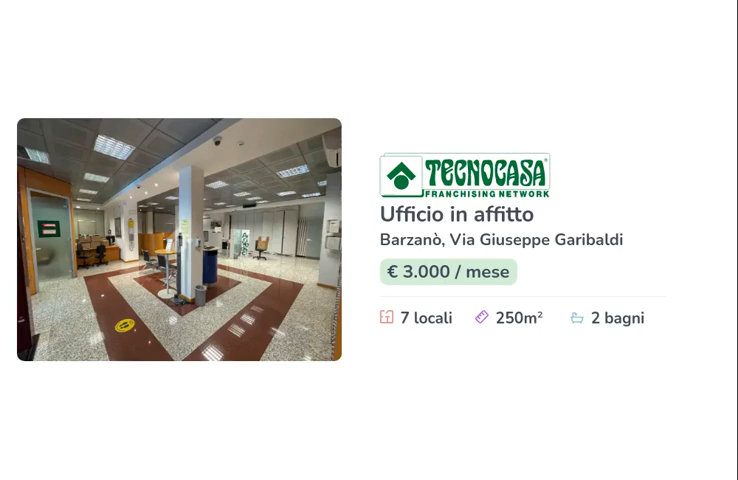 TECNOCASA
FRANCHISING NETWORK
Ufficio in affitto
Barzanò, Via Giuseppe Garibaldi
€ 3.000 / mese
7 locali 250m² 2 bagni